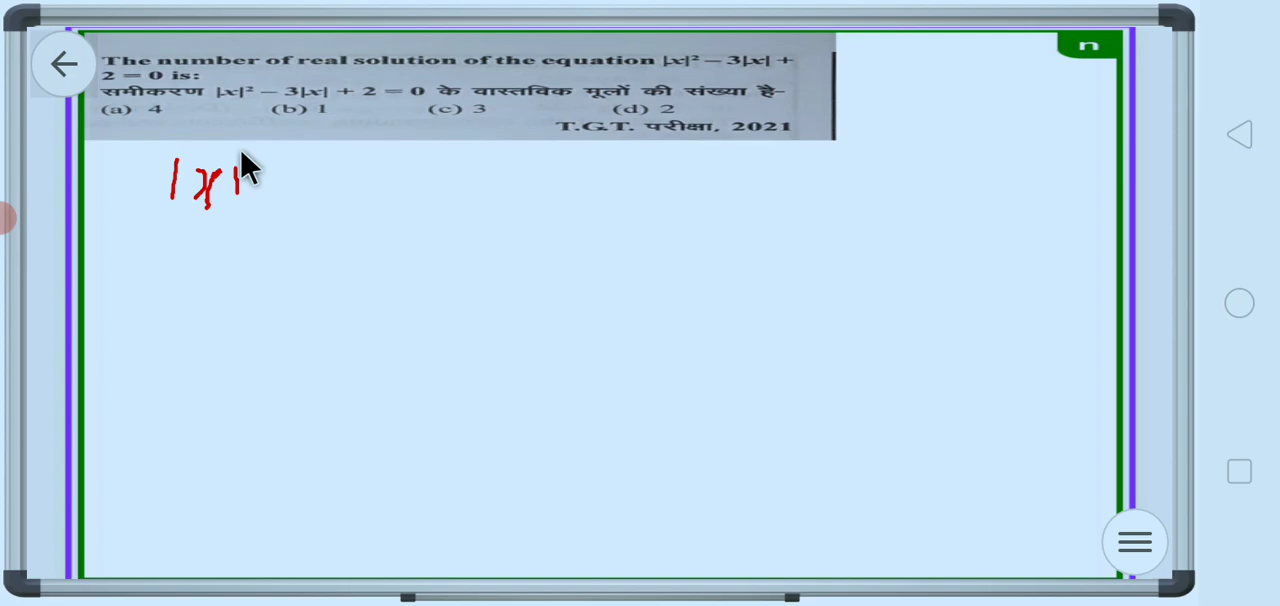 n
The number of real solution of the equation |x|² – 3|x| +
2 = 0 is:
समीकरण |x|² – 3|x| + 2 = 0 के वास्तविक मूलों की संख्या है-
(a) 4 (b) 1 (c) 3 (d) 2
T.G.T. परीक्षा, 2021
|x|